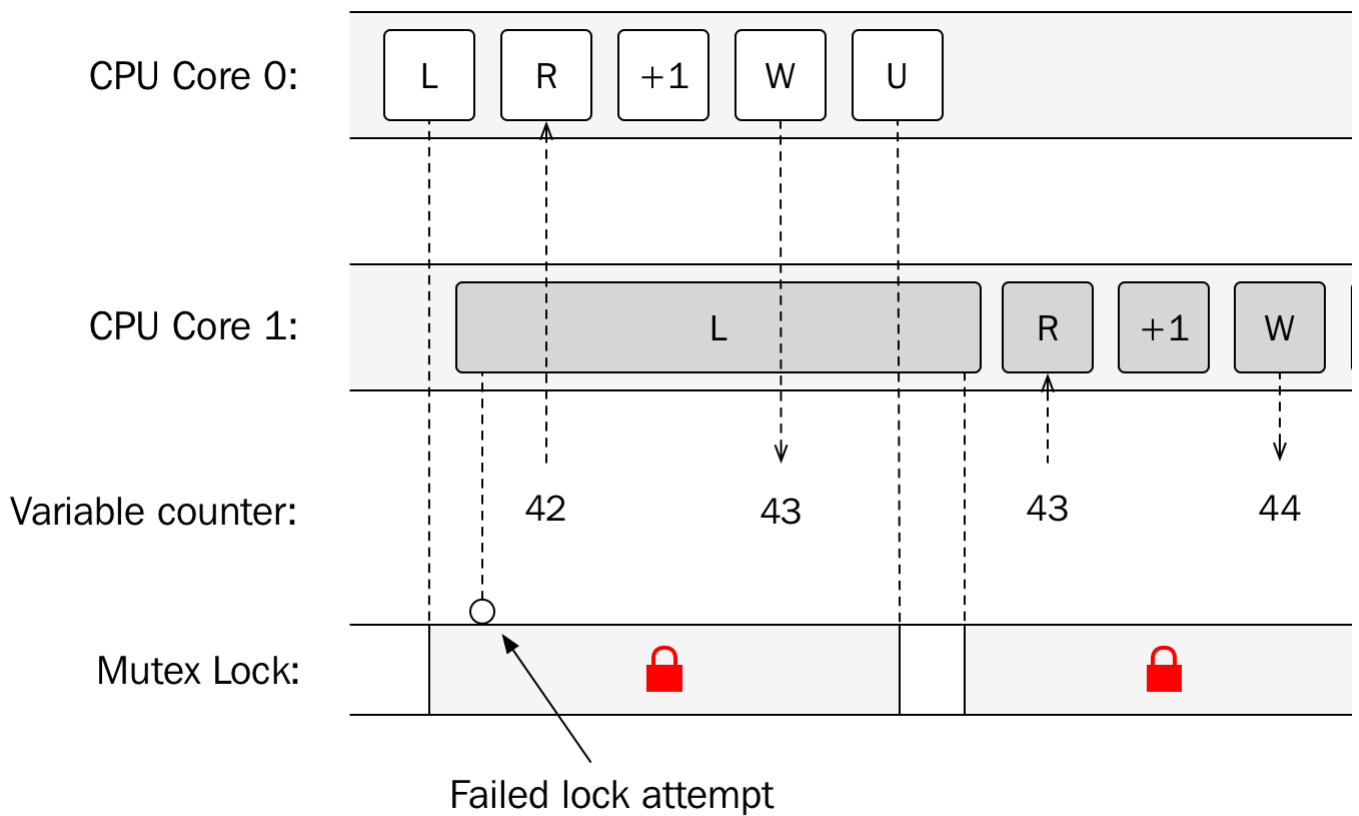 CPU Core 0:
L R +1 W U
CPU Core 1:
L R +1 W
Variable counter:
42 43 43 44
Mutex Lock:
Failed lock attempt